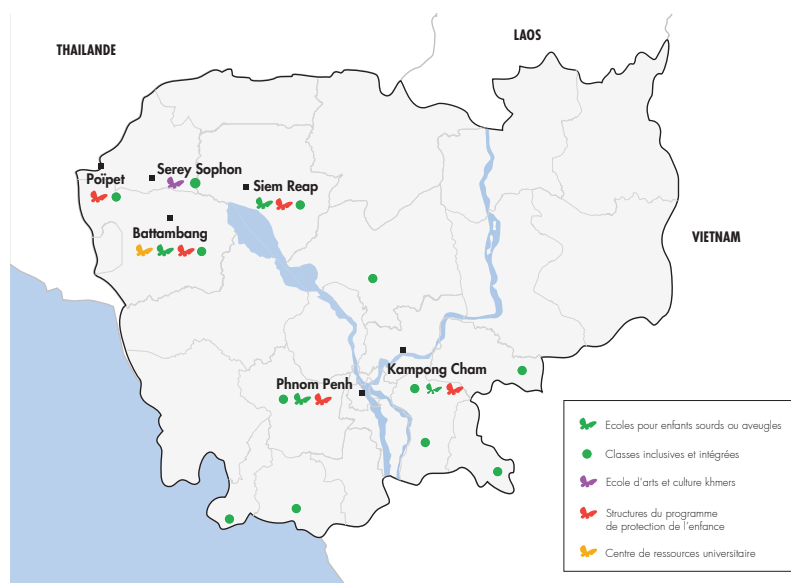 LAOS
THAILANDE
Serey Sophon
Poïpet
Siem Reap
Battambang
VIETNAM
Kampong Cham
Phnom Penh
Ecoles pour enfants sourds ou aveugles
Classes inclusives et intégrées
Ecole d'arts et culture khmers
Structures du programme
de protection de l'enfance
Centre de ressources universitaire